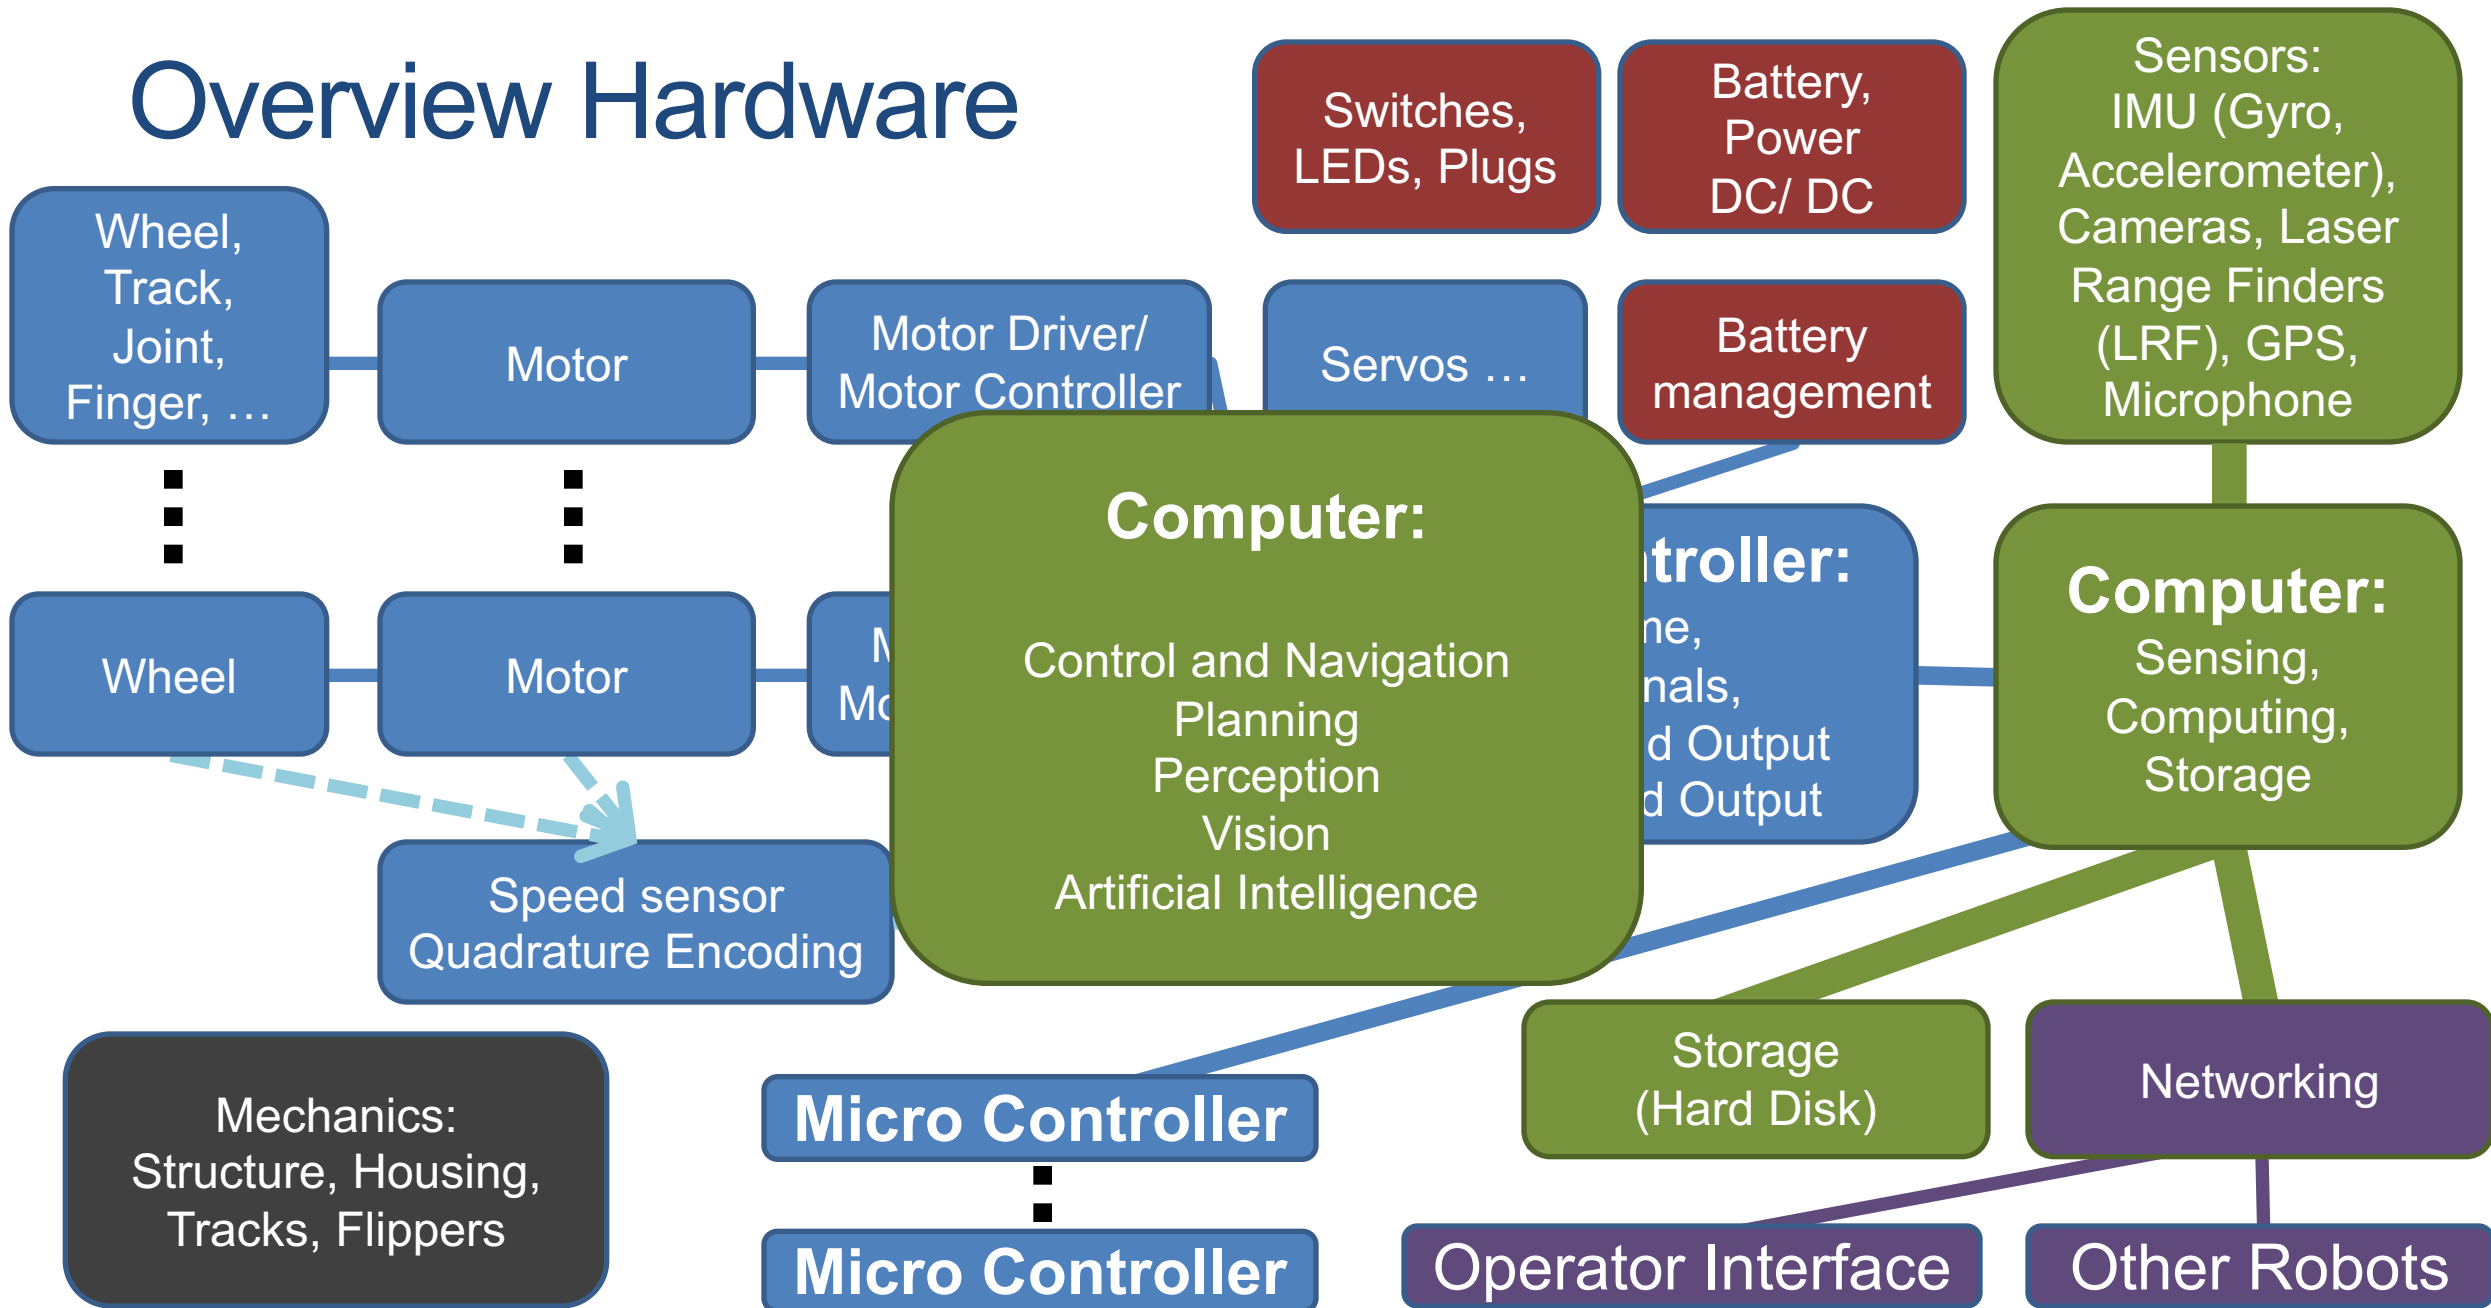 Overview Hardware
Switches,
LEDs, Plugs
Battery,
Power
DC/ DC
Sensors:
IMU (Gyro,
Accelerometer),
Cameras, Laser
Range Finders
(LRF), GPS,
Microphone
Wheel,
Track,
Joint,
Finger, …
Motor
Motor Driver/
Motor Controller
Servos …
Battery
management
Wheel
Motor
Computer:
Control and Navigation
Planning
Perception
Vision
Artificial Intelligence
troller:
me,
nals,
d Output
d Output
Computer:
Sensing,
Computing,
Storage
Speed sensor
Quadrature Encoding
Mechanics:
Structure, Housing,
Tracks, Flippers
Micro Controller
Micro Controller
Storage
(Hard Disk)
Networking
Operator Interface
Other Robots